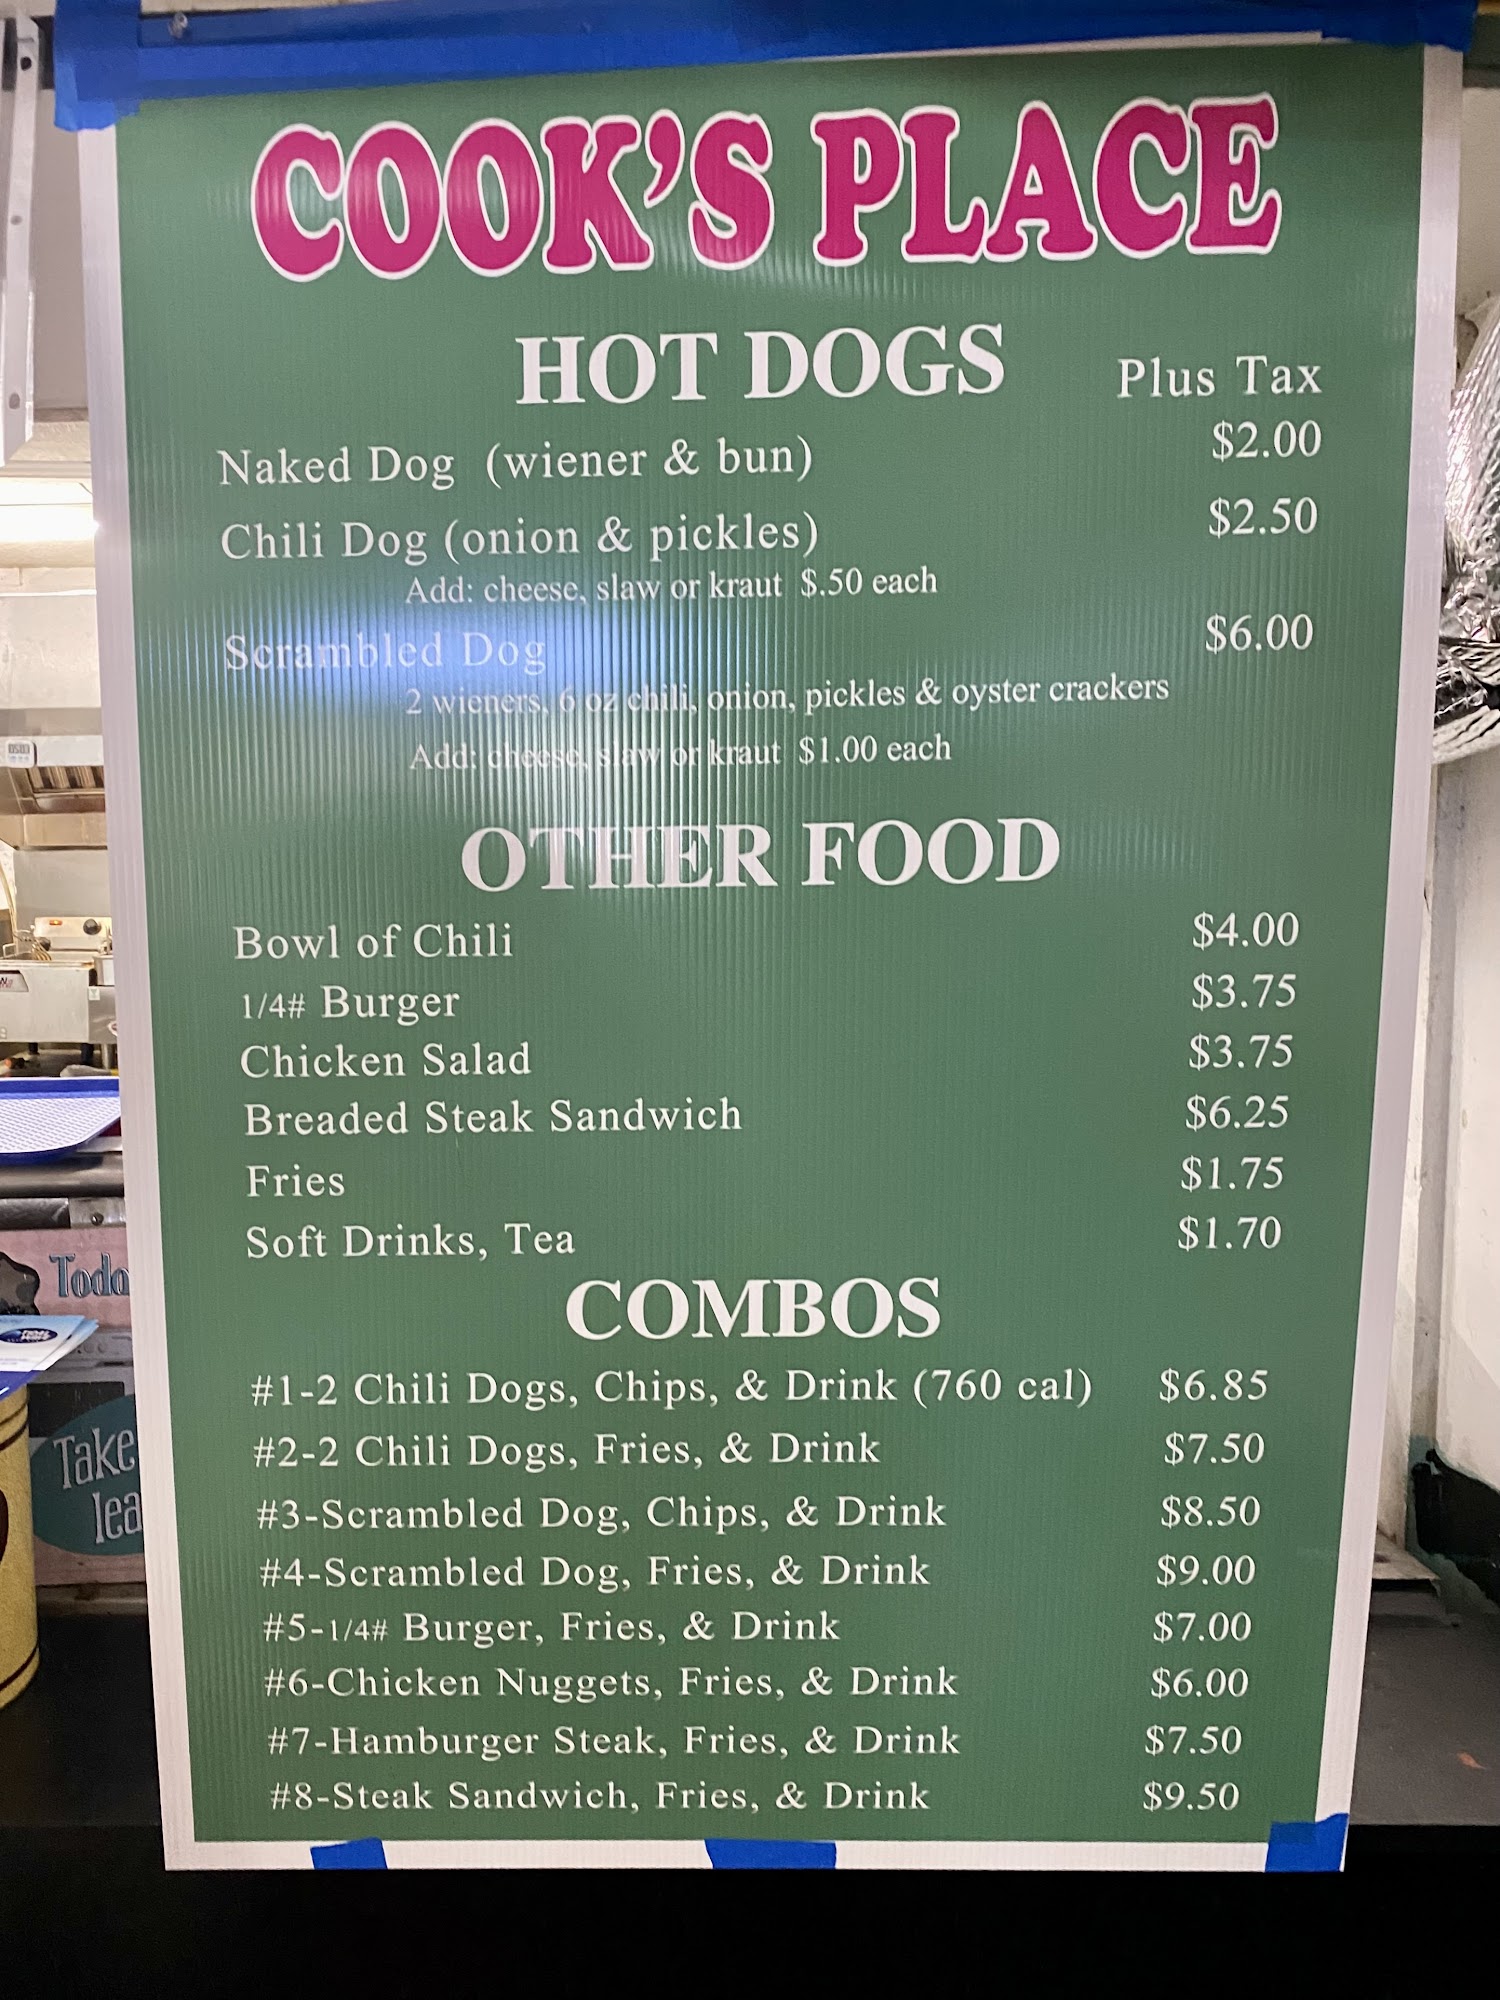 COOK'S PLACE
HOT DOGS
Plus Tax
Naked Dog (wiener & bun) $2.00
Chili Dog (onion & pickles) $2.50
Add: cheese, slaw or kraut $.50 each
Scrambled Dog $6.00
2 wieners, 6 oz chili, onion, pickles & oyster crackers
Add: cheese, slaw or kraut $1.00 each
OTHER FOOD
Bowl of Chili $4.00
1/4# Burger $3.75
Chicken Salad $3.75
Breaded Steak Sandwich $6.25
Fries $1.75
Soft Drinks, Tea $1.70
COMBOS
#1-2 Chili Dogs, Chips, & Drink (760 cal) $6.85
#2-2 Chili Dogs, Fries, & Drink $7.50
#3-Scrambled Dog, Chips, & Drink $8.50
#4-Scrambled Dog, Fries, & Drink $9.00
#5-1/4# Burger, Fries, & Drink $7.00
#6-Chicken Nuggets, Fries, & Drink $6.00
#7-Hamburger Steak, Fries, & Drink $7.50
#8-Steak Sandwich, Fries, & Drink $9.50
Toda
Take
lea